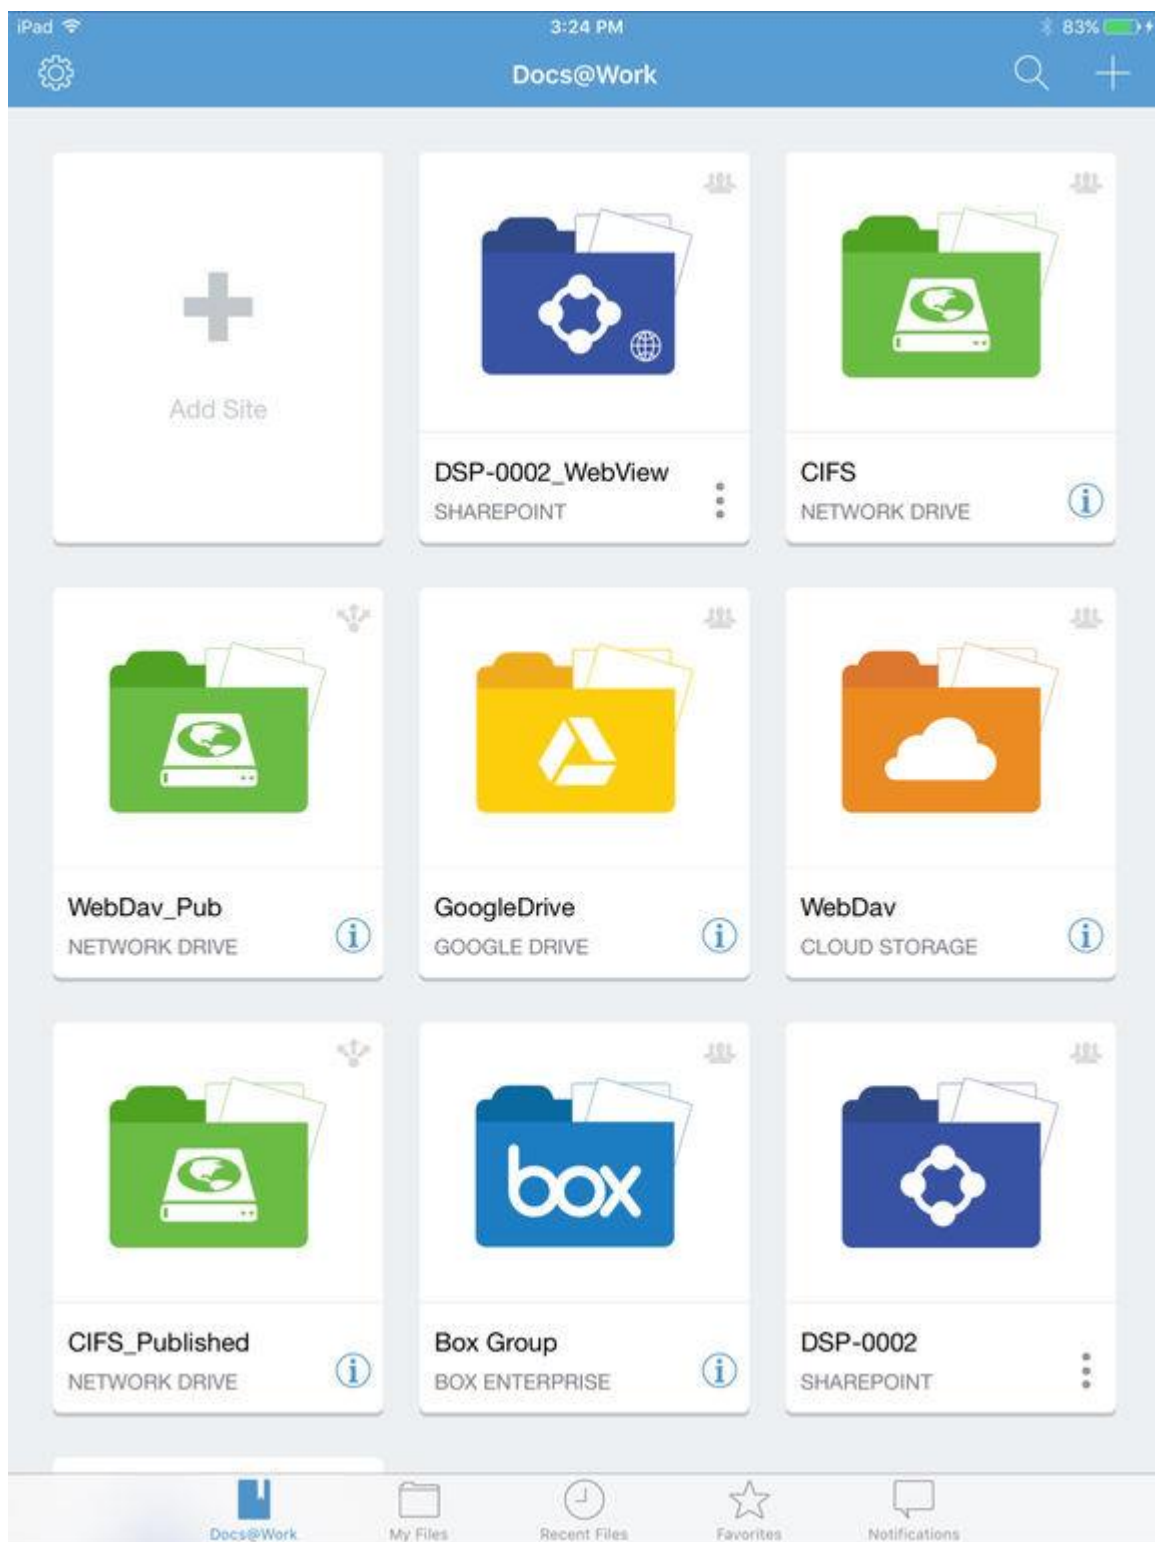 iPad 3:24 PM 83%
Docs@Work
Add Site
DSP-0002_WebView
SHAREPOINT
CIFS
NETWORK DRIVE
WebDav_Pub
NETWORK DRIVE
GoogleDrive
GOOGLE DRIVE
WebDav
CLOUD STORAGE
CIFS_Published
NETWORK DRIVE
box
Box Group
BOX ENTERPRISE
DSP-0002
SHAREPOINT
Docs@Work My Files Recent Files Favorites Notifications